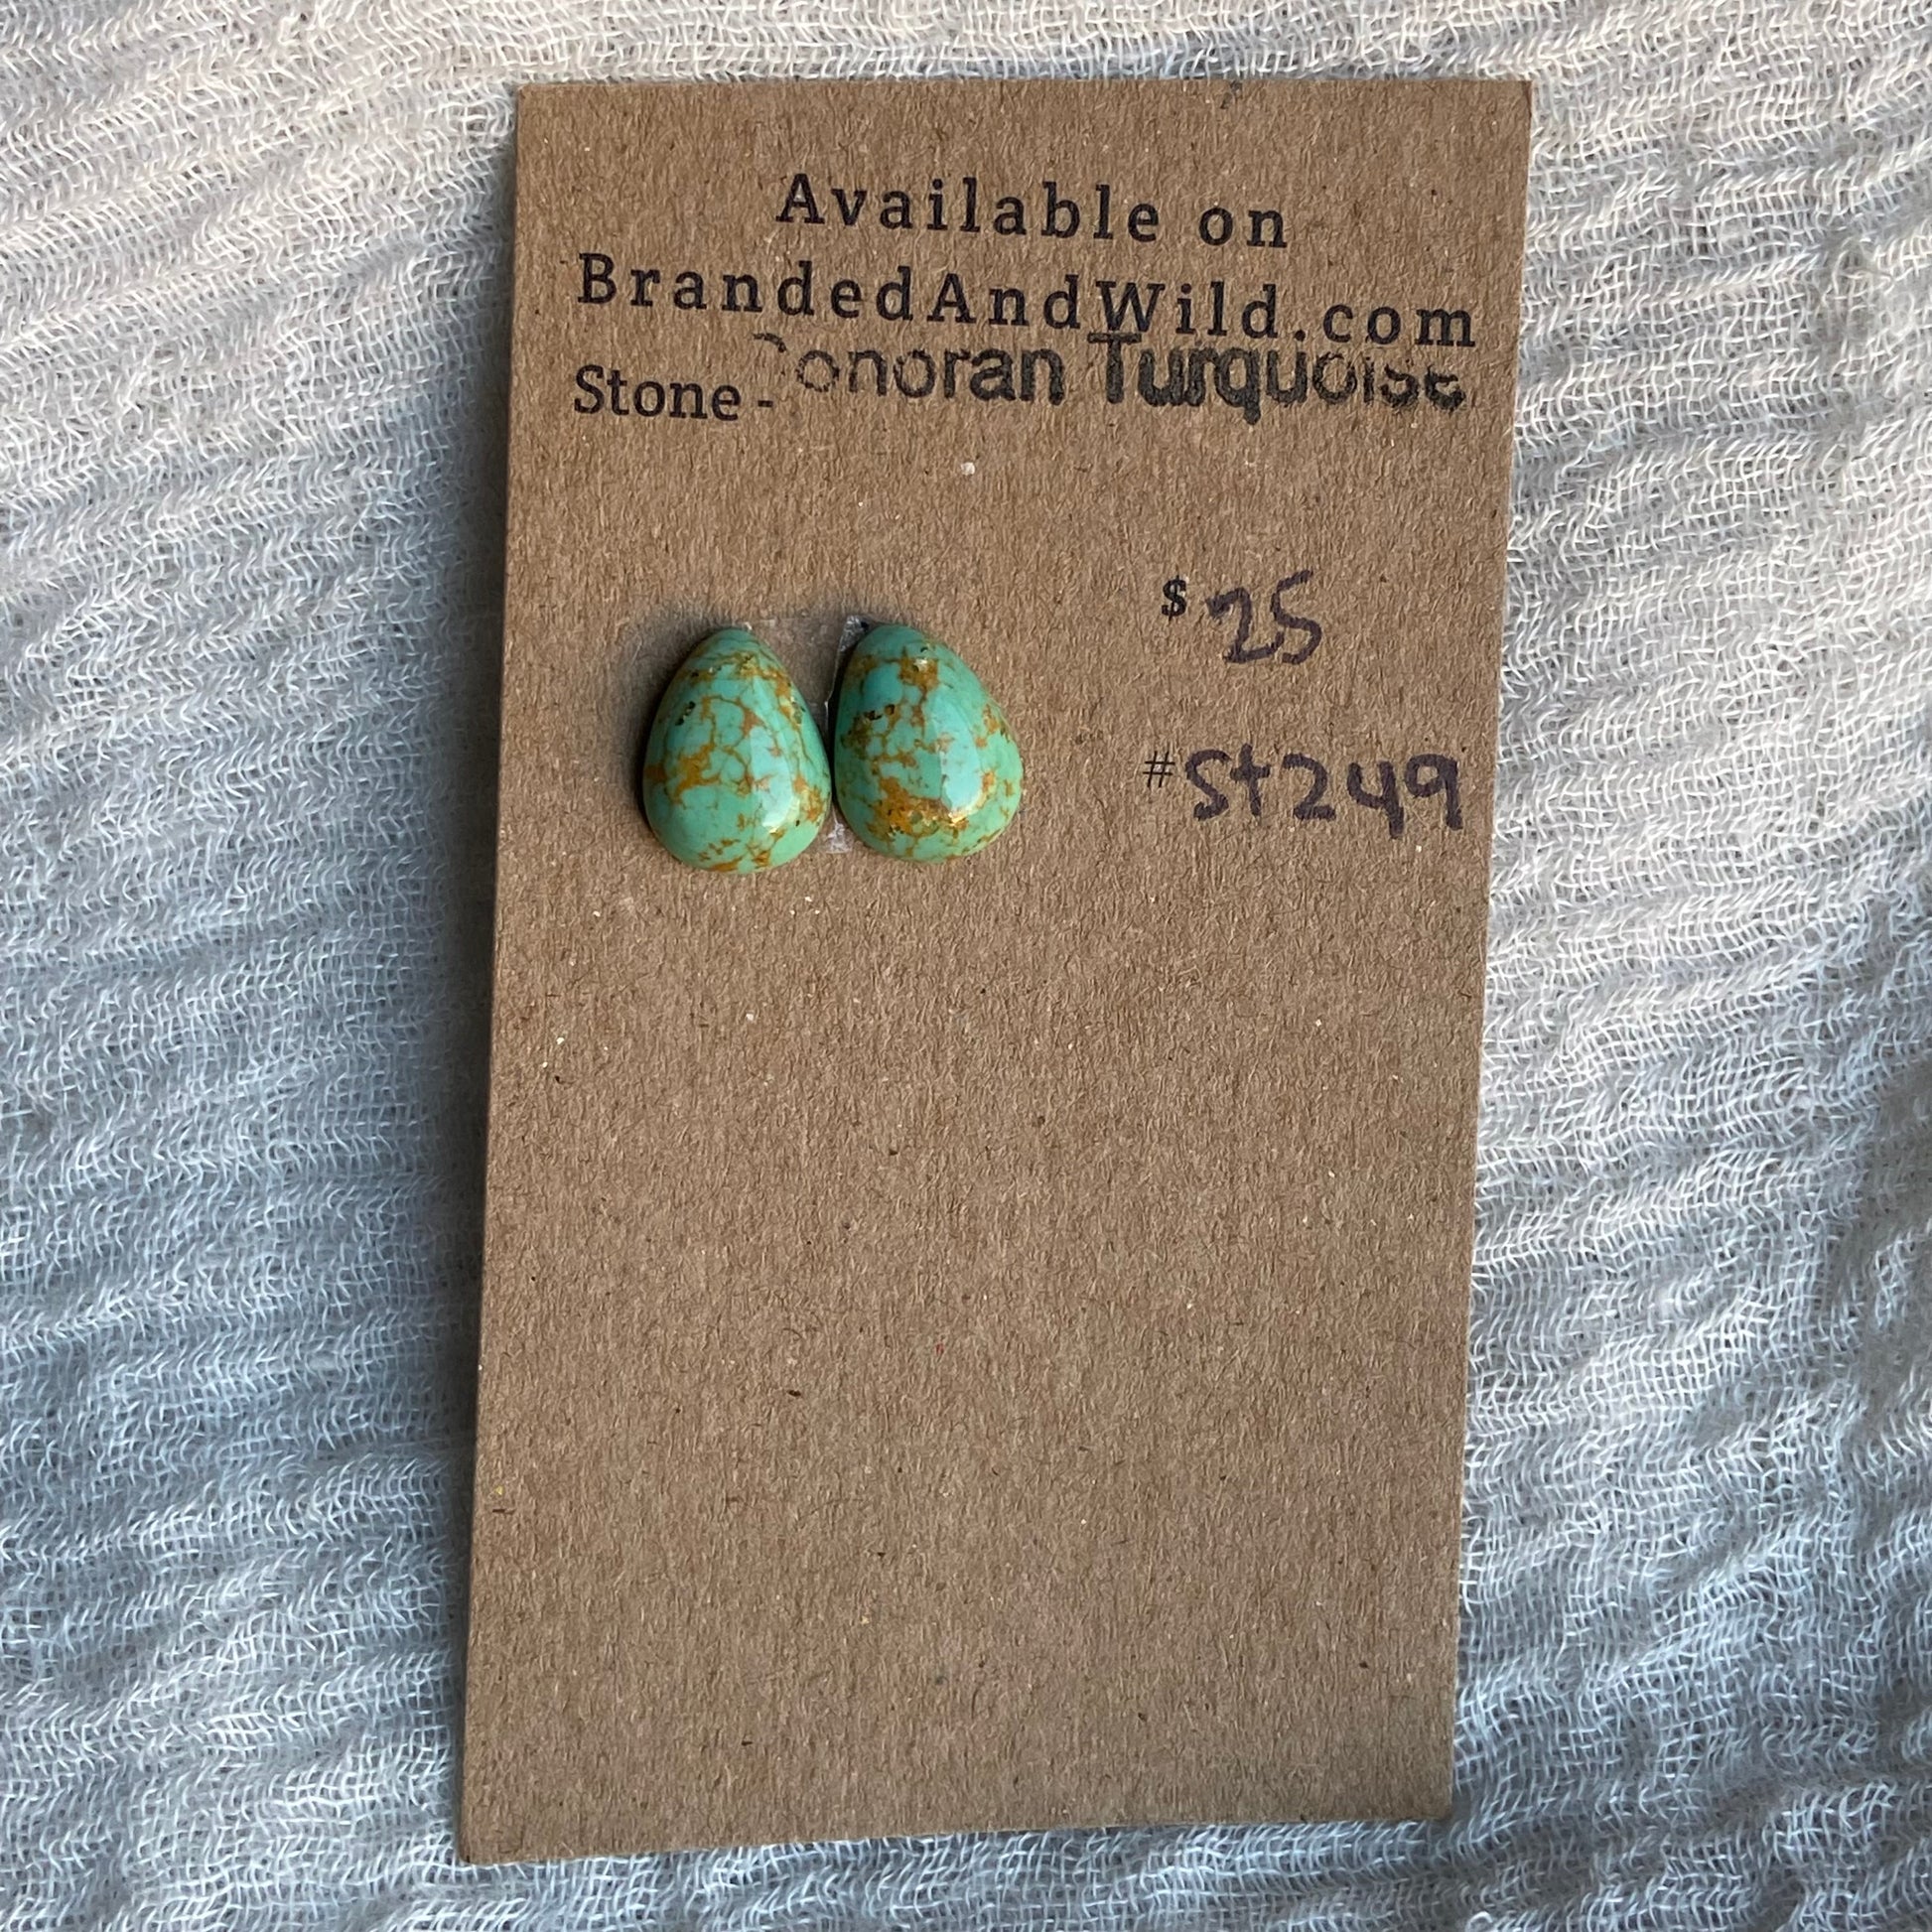 Available on
BrandedAndWild.com
Stone - Sonoran Turquoise
$ 25
# St249